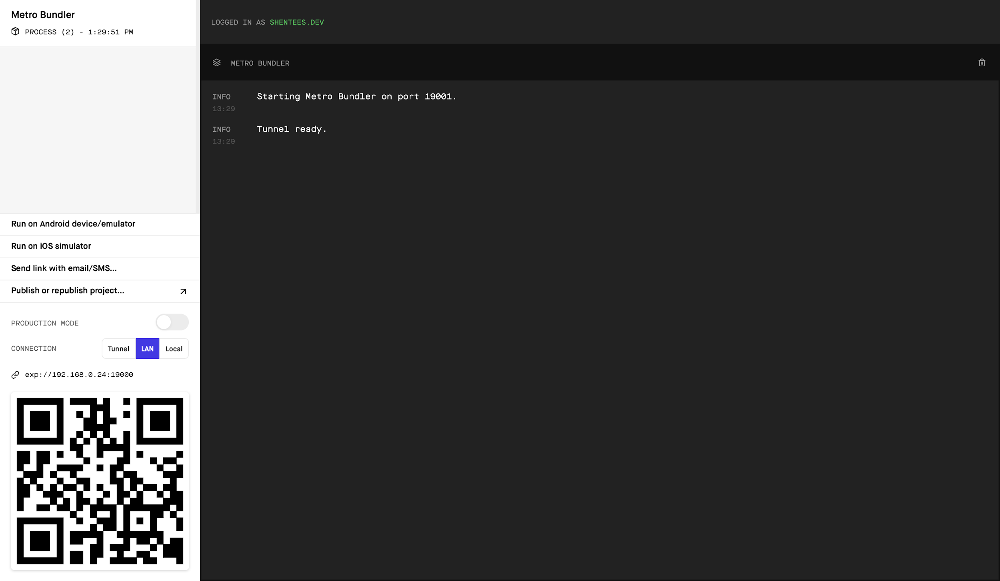 Metro Bundler
PROCESS (2) - 1:29:51 PM
Run on Android device/emulator
Run on iOS simulator
Send link with email/SMS...
Publish or republish project...
PRODUCTION MODE
CONNECTION Tunnel LAN Local
exp://192.168.0.24:19000
LOGGED IN AS SHENTEES.DEV
METRO BUNDLER
INFO Starting Metro Bundler on port 19001.
13:29
INFO Tunnel ready.
13:29